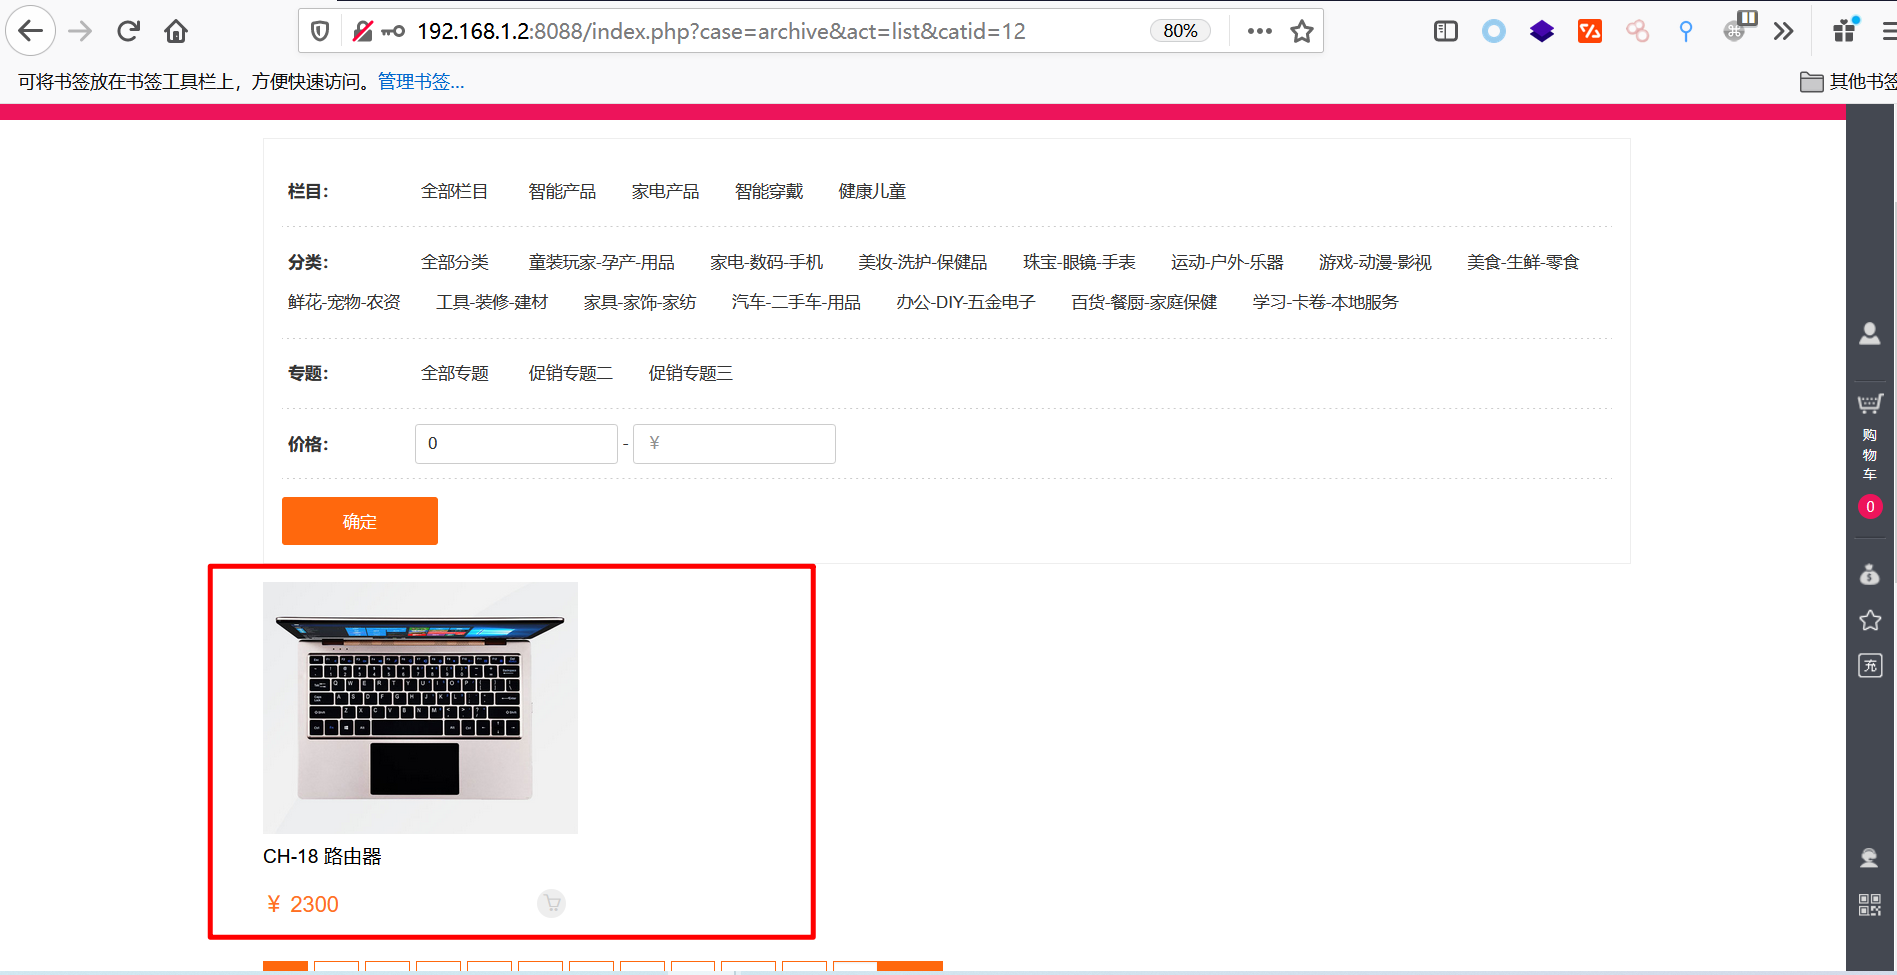 192.168.1.2:8088/index.php?case=archive&act=list&catid=12 80%
可将书签放在书签工具栏上，方便快速访问。管理书签... 其他书签
栏目： 全部栏目 智能产品 家电产品 智能穿戴 健康儿童
分类： 全部分类 童装玩家-孕产-用品 家电-数码-手机 美妆-洗护-保健品 珠宝-眼镜-手表 运动-户外-乐器 游戏-动漫-影视 美食-生鲜-零食
鲜花-宠物-农资 工具-装修-建材 家具-家饰-家纺 汽车-二手车-用品 办公-DIY-五金电子 百货-餐厨-家庭保健 学习-卡卷-本地服务
专题： 全部专题 促销专题二 促销专题三
价格： 0 - ¥
确定
CH-18 路由器
¥ 2300
购
物
车
0
充